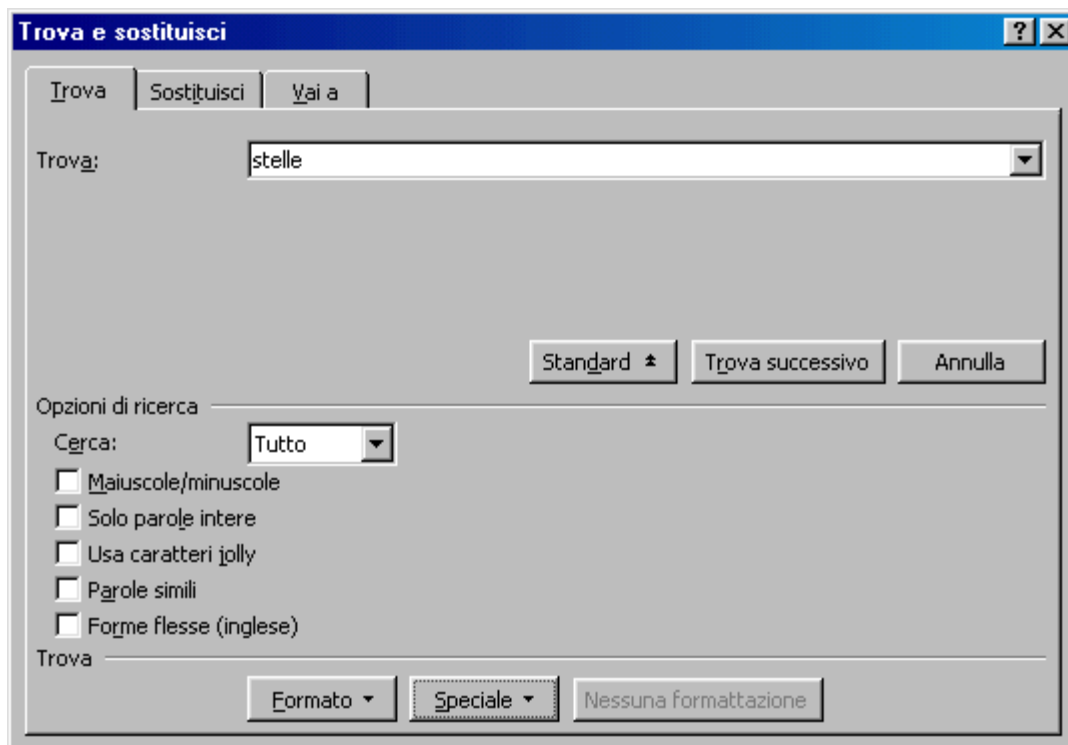 Trova e sostituisci
Trova Sostituisci Vai a
Trova: stelle
Standard Trova successivo Annulla
Opzioni di ricerca
Cerca: Tutto
Maiuscole/minuscole
Solo parole intere
Usa caratteri jolly
Parole simili
Forme flesse (inglese)
Trova
Formato Speciale Nessuna formattazione